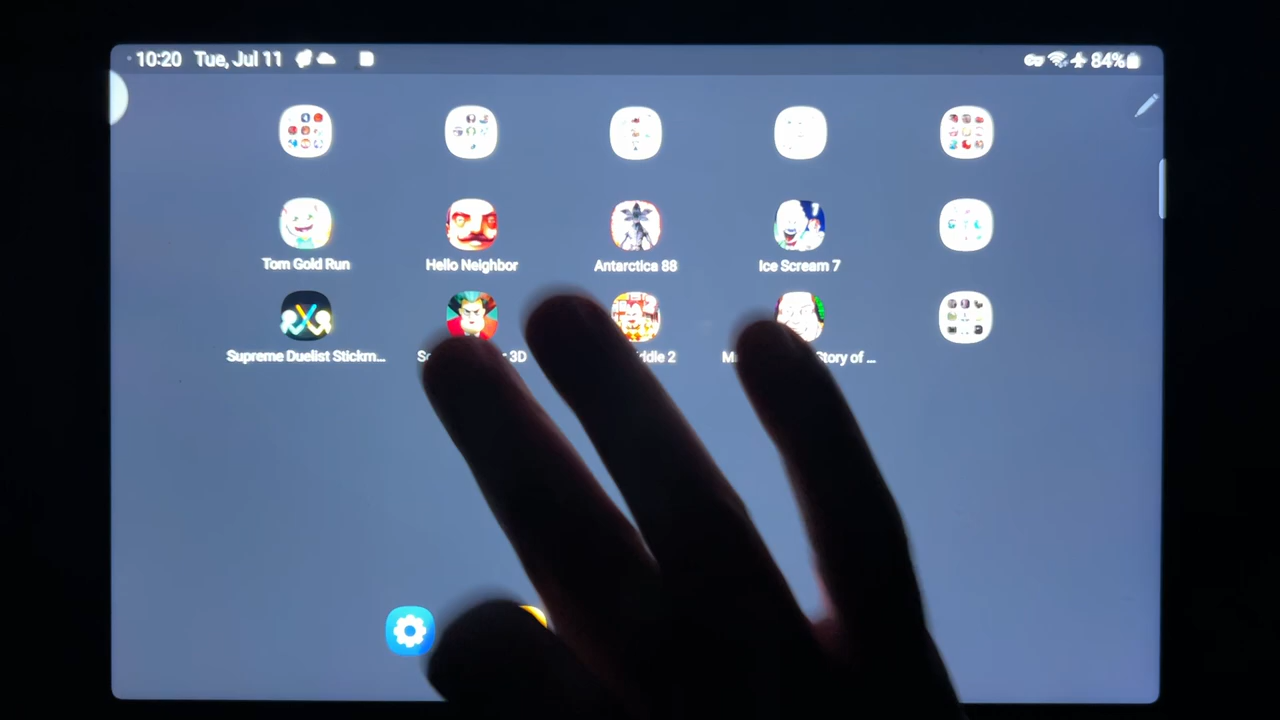 10:20 Tue, Jul 11 84%
Tom Gold Run Hello Neighbor Antarctica 88 Ice Scream 7
Supreme Duelist Stickm... 3D 2 Story of ...